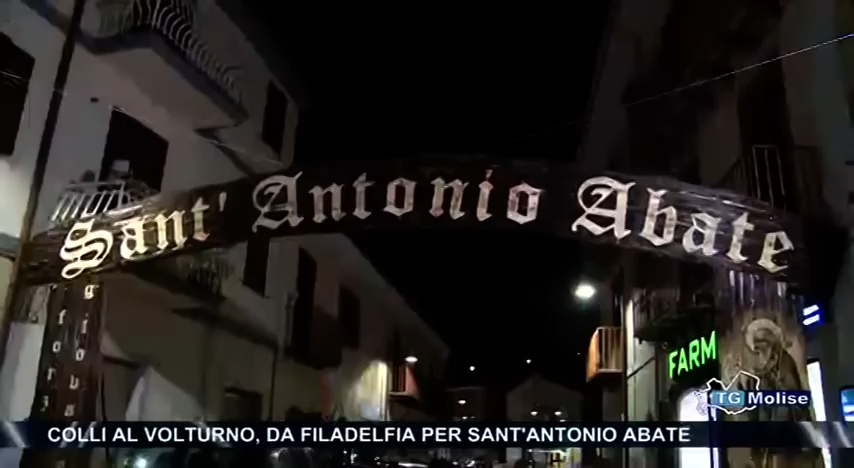 Sant' Antonio Abate
FARM
TG Molise
COLLI AL VOLTURNO, DA FILADELFIA PER SANT'ANTONIO ABATE